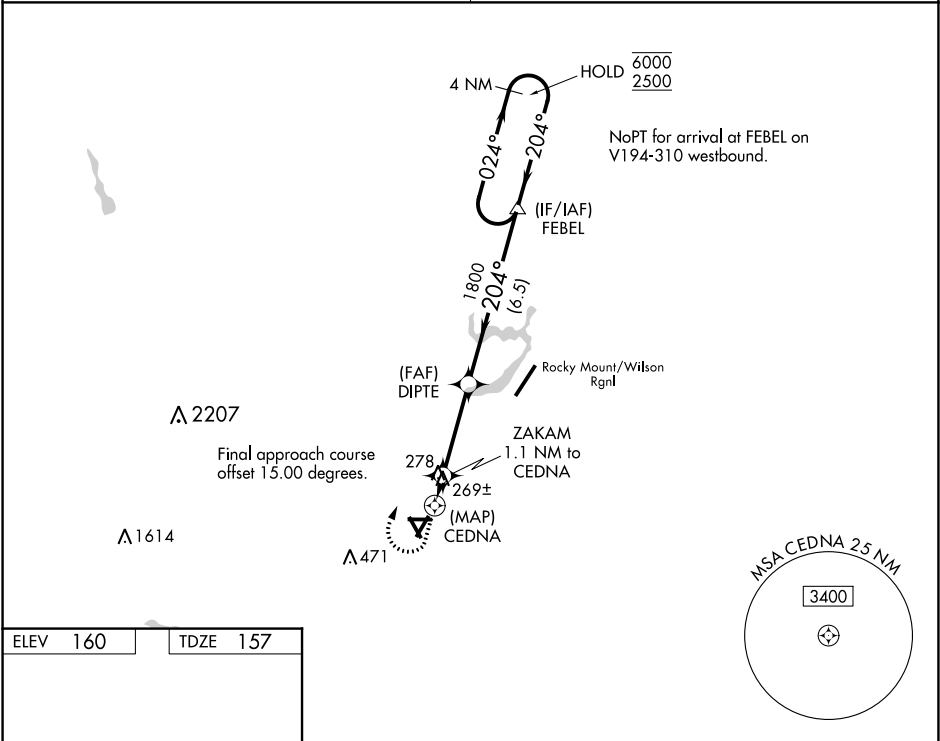 HOLD 6000
2500
4 NM
024°
204°
NoPT for arrival at FEBEL on
V194-310 westbound.
(IF/IAF)
FEBEL
1800
204°
(6.5)
(FAF)
DIPTE
Rocky Mount/Wilson
Rgnl
2207
Final approach course
offset 15.00 degrees.
ZAKAM
1.1 NM to
CEDNA
278
269±
(MAP)
CEDNA
1614
471
MSA CEDNA 25 NM
3400
ELEV 160
TDZE 157